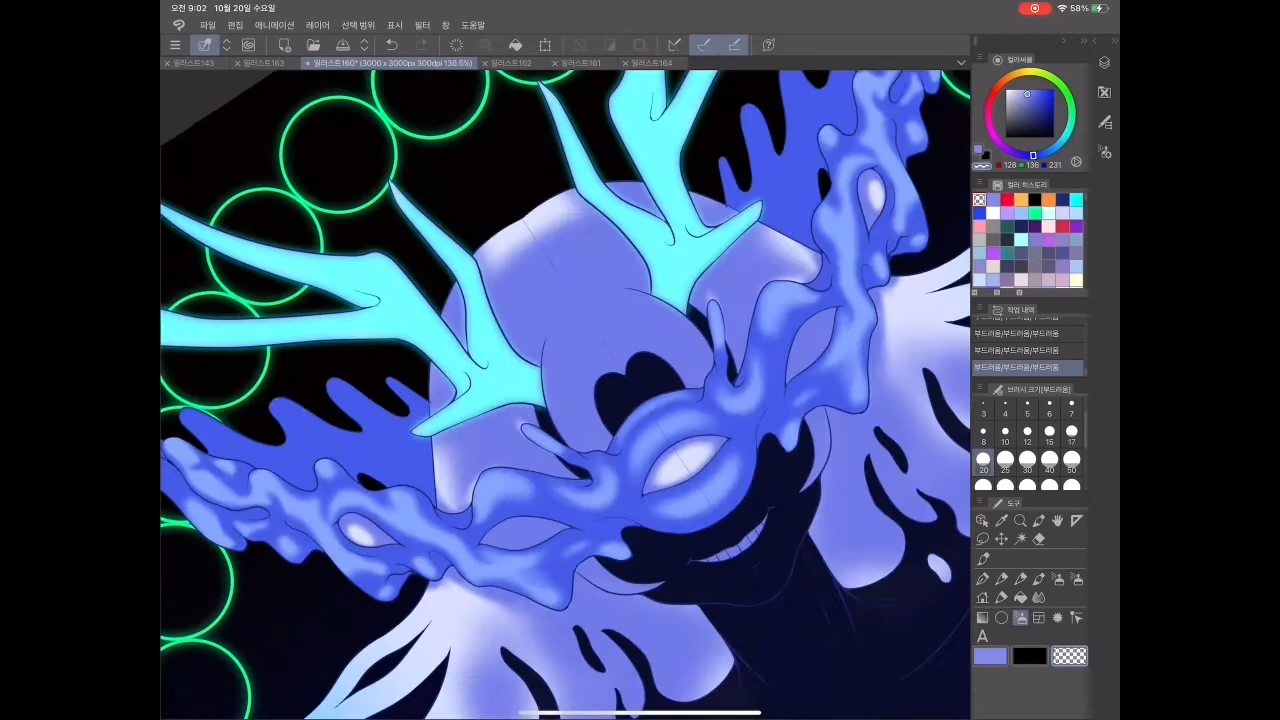 오전 9:02 10월 20일 수요일
58%
파일 편집 애니메이션 레이어 선택 범위 표시 필터 창 도움말
일러스트143 일러스트163 일러스트160* (3000 x 3000px 300dpi 136.5%) 일러스트162 일러스트161 일러스트164
컬러써클
128 136 231
컬러 히스토리
H S V
작업 내역
부드러움/부드러움/부드러움
부드러움/부드러움/부드러움
부드러움/부드러움/부드러움
부드러움/부드러움/부드러움
브러시 크기[부드러움]
3 4 5 6 7
8 10 12 15 17
20 25 30 40 50
도구
A